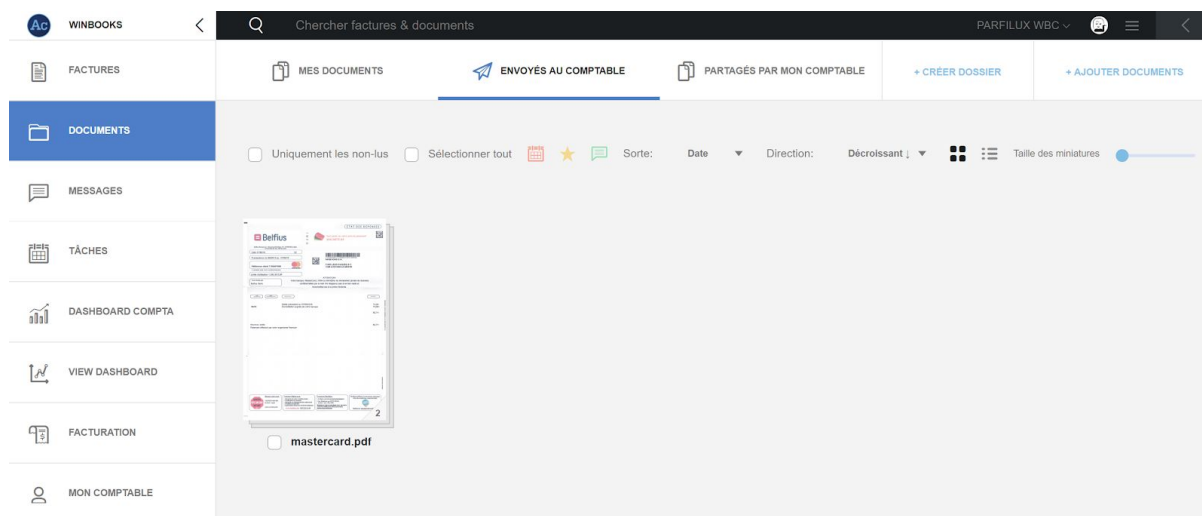 Ac WINBOOKS
Chercher factures & documents
PARFILUX WBC
FACTURES
DOCUMENTS
MESSAGES
TÂCHES
DASHBOARD COMPTA
VIEW DASHBOARD
FACTURATION
MON COMPTABLE
MES DOCUMENTS
ENVOYÉS AU COMPTABLE
PARTAGÉS PAR MON COMPTABLE
+ CRÉER DOSSIER
+ AJOUTER DOCUMENTS
Uniquement les non-lus
Sélectionner tout
Sorte: Date
Direction: Décroissant ↓
Taille des miniatures
Belfius
2
mastercard.pdf